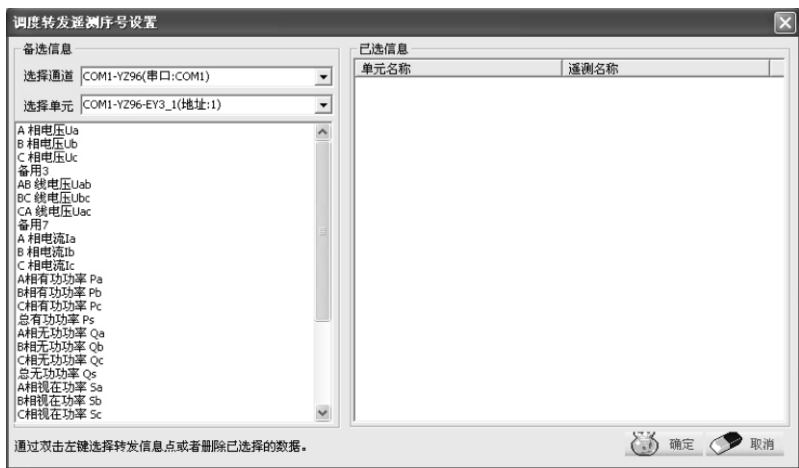 调度转发遥测序号设置
备选信息
选择通道 COM1-YZ96(串口:COM1)
选择单元 COM1-YZ96-EY3_1(地址:1)
A 相电压Ua
B 相电压Ub
C 相电压Uc
备用3
AB 线电压Uab
BC 线电压Ubc
CA 线电压Uac
备用7
A 相电流Ia
B 相电流Ib
C 相电流Ic
A相有功功率 Pa
B相有功功率 Pb
C相有功功率 Pc
总有功功率 Ps
A相无功功率 Qa
B相无功功率 Qb
C相无功功率 Qc
总无功功率 Qs
A相视在功率 Sa
B相视在功率 Sb
C相视在功率 Sc
已选信息
单元名称 遥测名称
通过双击左键选择转发信息点或者删除已选择的数据。
确定 取消